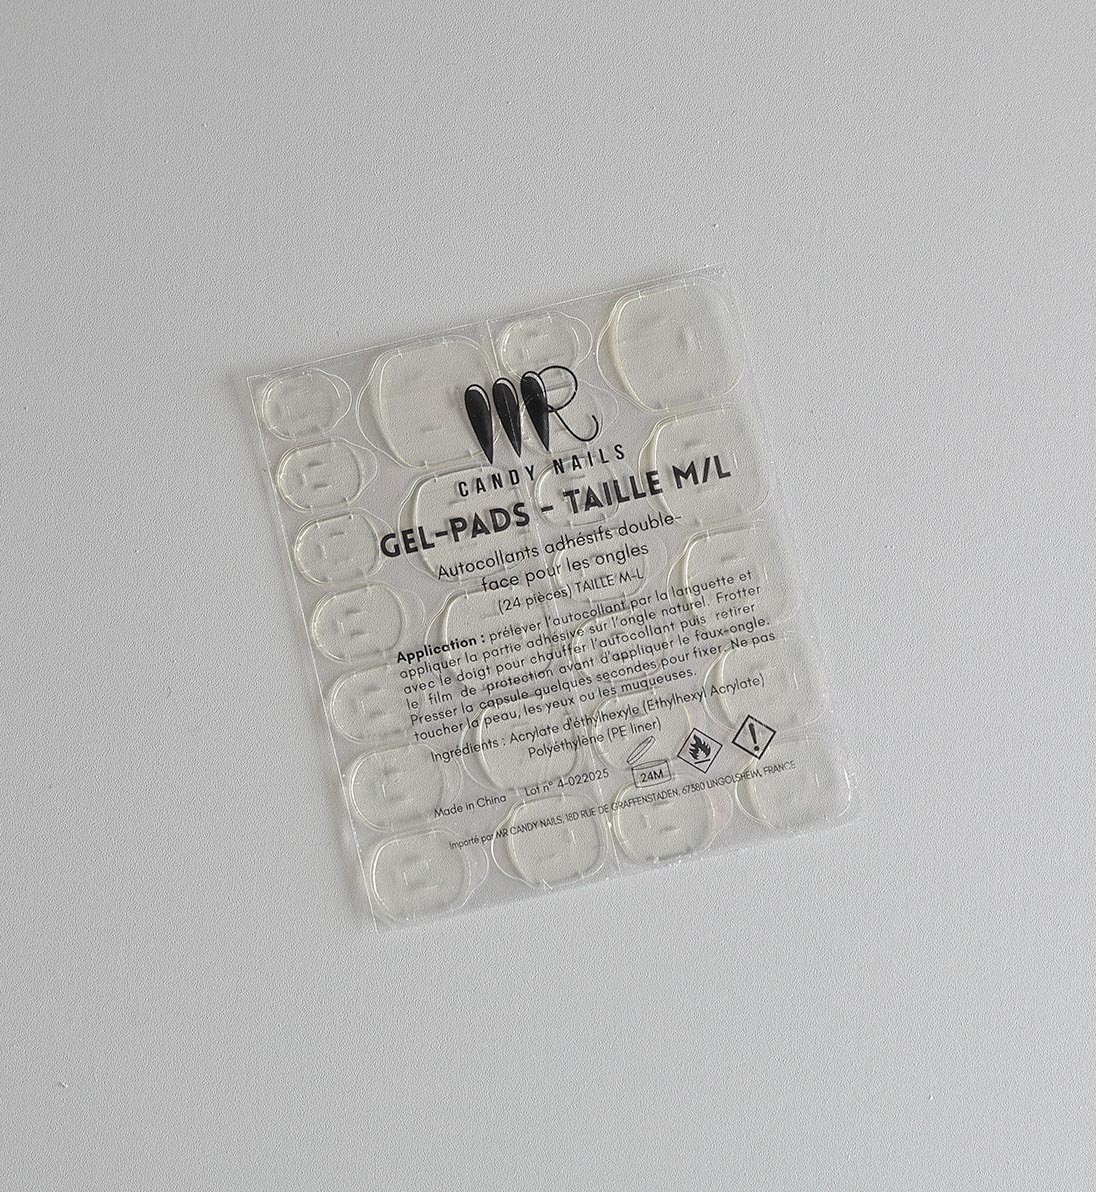 MR
CANDY NAILS
GEL-PADS - TAILLE M/L
Autocollants adhésifs double-
face pour les ongles
(24 pièces) TAILLE M-L
Application : prélever l'autocollant par la languette et
appliquer la partie adhésive sur l'ongle naturel. Frotter
avec le doigt pour chauffer l'autocollant puis retirer
le film de protection avant d'appliquer le faux-ongle.
Presser la capsule quelques secondes pour fixer. Ne pas
toucher la peau, les yeux ou les muqueuses.
Ingrédients : Acrylate d'éthylhexyle (Ethylhexyl Acrylate)
Polyéthylène (PE liner)
Made in China Lot n° 4-022025 24M
Importé par MR CANDY NAILS, 18D RUE DE GRAFFENSTADEN, 67380 LINGOLSHEIM, FRANCE